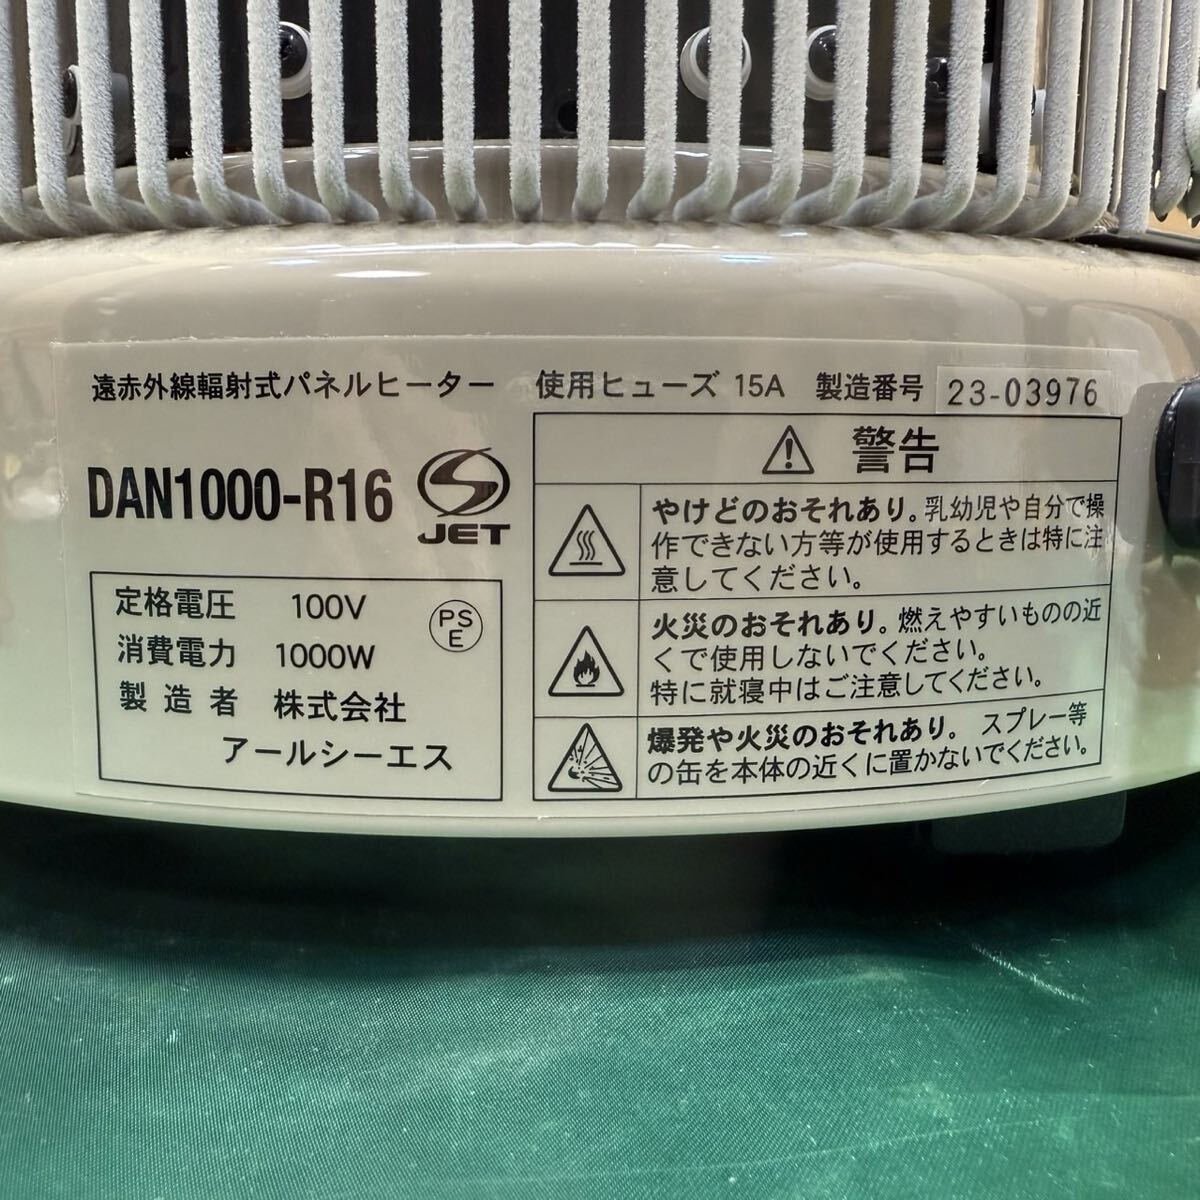 遠赤外線輻射式パネルヒーター 使用ヒューズ 15A 製造番号 23-03976
DAN1000-R16
JET
定格電圧 100V
消費電力 1000W
製造者 株式会社
アールシーエス
PS
E
警告
やけどのおそれあり。乳幼児や自分で操
作できない方等が使用するときは特に注
意してください。
火災のおそれあり。燃えやすいものの近
くで使用しないでください。
特に就寝中はご注意してください。
爆発や火災のおそれあり。スプレー等
の缶を本体の近くに置かないでください。